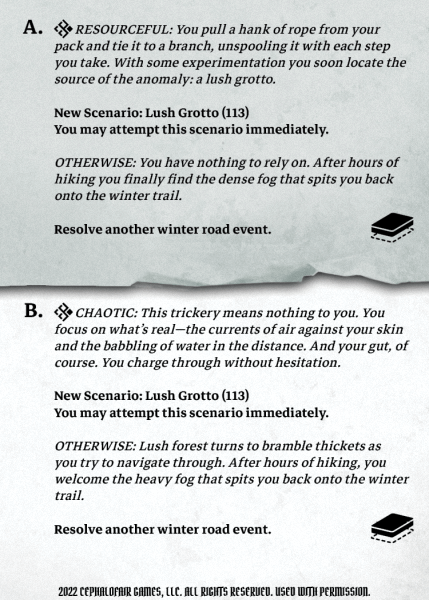 A. RESOURCEFUL: You pull a hank of rope from your
pack and tie it to a branch, unspooling it with each step
you take. With some experimentation you soon locate the
source of the anomaly: a lush grotto.
New Scenario: Lush Grotto (113)
You may attempt this scenario immediately.
OTHERWISE: You have nothing to rely on. After hours of
hiking you finally find the dense fog that spits you back
onto the winter trail.
Resolve another winter road event.
B. CHAOTIC: This trickery means nothing to you. You
focus on what's real—the currents of air against your skin
and the babbling of water in the distance. And your gut, of
course. You charge through without hesitation.
New Scenario: Lush Grotto (113)
You may attempt this scenario immediately.
OTHERWISE: Lush forest turns to bramble thickets as
you try to navigate through. After hours of hiking, you
welcome the heavy fog that spits you back onto the winter
trail.
Resolve another winter road event.
2022 CEPHALOFAIR GAMES, LLC. ALL RIGHTS RESERVED. USED WITH PERMISSION.